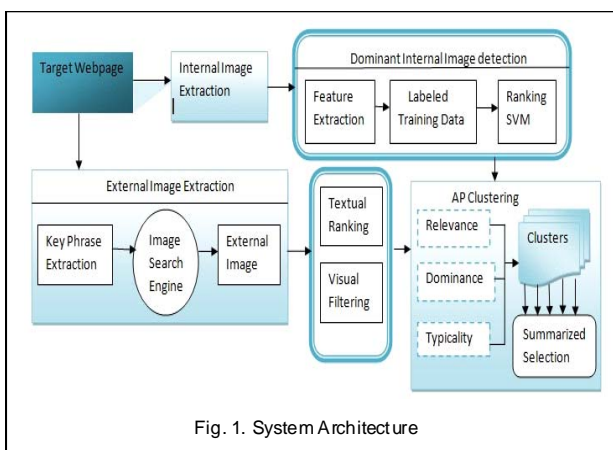 Target Webpage
Internal Image
Extraction
Dominant Internal Image detection
Feature
Extraction
Labeled
Training Data
Ranking
SVM
External Image Extraction
Key Phrase
Extraction
Image
Search
Engine
External
Image
Textual
Ranking
Visual
Filtering
AP Clustering
Relevance
Dominance
Typicality
Clusters
Summarized
Selection
Fig. 1. System Architecture